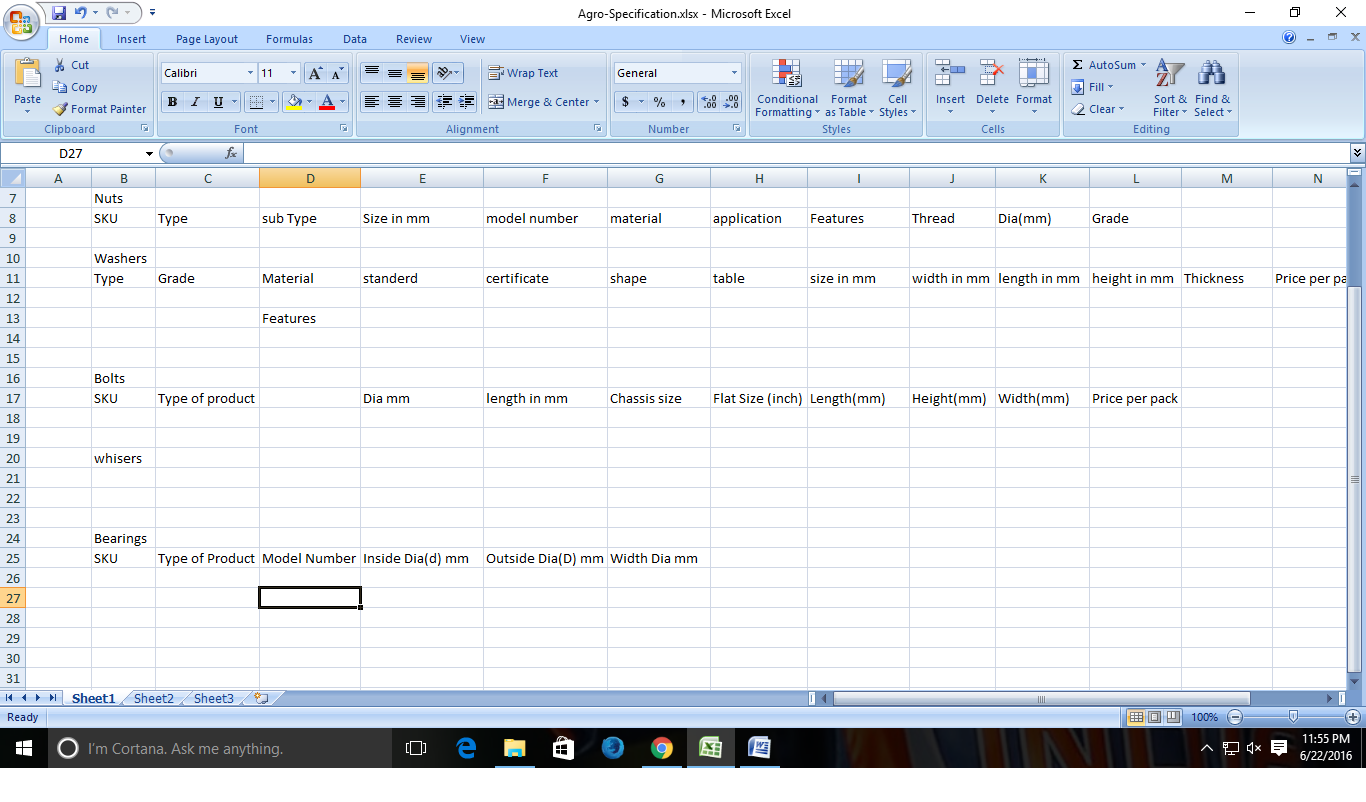 Agro-Specification.xlsx - Microsoft Excel
Home Insert Page Layout Formulas Data Review View
Paste Cut Copy Format Painter Clipboard
Calibri 11 A A B I U A Font
Wrap Text Merge & Center Alignment
General $ % , .00 .00 Number
Conditional Formatting Format as Table Cell Styles Styles
Insert Delete Format Cells
Σ AutoSum Fill Clear Sort & Filter Find & Select Editing
D27 fx
A B C D E F G H I J K L M N
7 Nuts
8 SKU Type sub Type Size in mm model number material application Features Thread Dia(mm) Grade
9
10 Washers
11 Type Grade Material standerd certificate shape table size in mm width in mm length in mm height in mm Thickness Price per pa
12
13 Features
14
15
16 Bolts
17 SKU Type of product Dia mm length in mm Chassis size Flat Size (inch) Length(mm) Height(mm) Width(mm) Price per pack
18
19
20 whisers
21
22
23
24 Bearings
25 SKU Type of Product Model Number Inside Dia(d) mm Outside Dia(D) mm Width Dia mm
26
27
28
29
30
31
Sheet1 Sheet2 Sheet3
Ready 100%
I'm Cortana. Ask me anything.
11:55 PM
6/22/2016